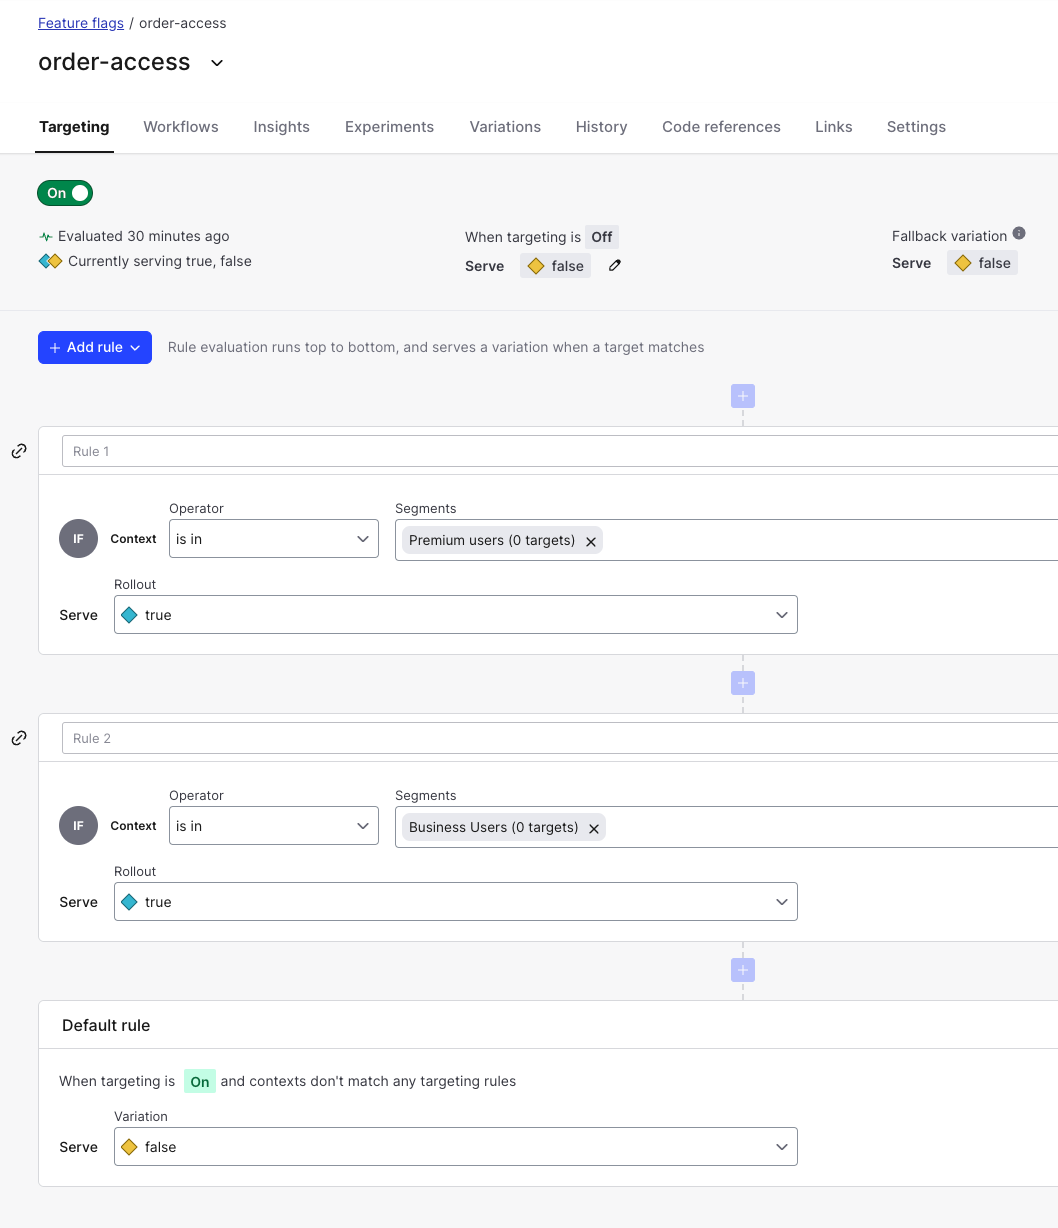 Feature flags / order-access
order-access
Targeting Workflows Insights Experiments Variations History Code references Links Settings
On
Evaluated 30 minutes ago
Currently serving true, false
When targeting is Off
Serve false
Fallback variation
Serve false
+ Add rule
Rule evaluation runs top to bottom, and serves a variation when a target matches
Rule 1
Operator
Segments
IF Context is in Premium users (0 targets)
Rollout
Serve true
Rule 2
Operator
Segments
IF Context is in Business Users (0 targets)
Rollout
Serve true
Default rule
When targeting is On and contexts don't match any targeting rules
Variation
Serve false